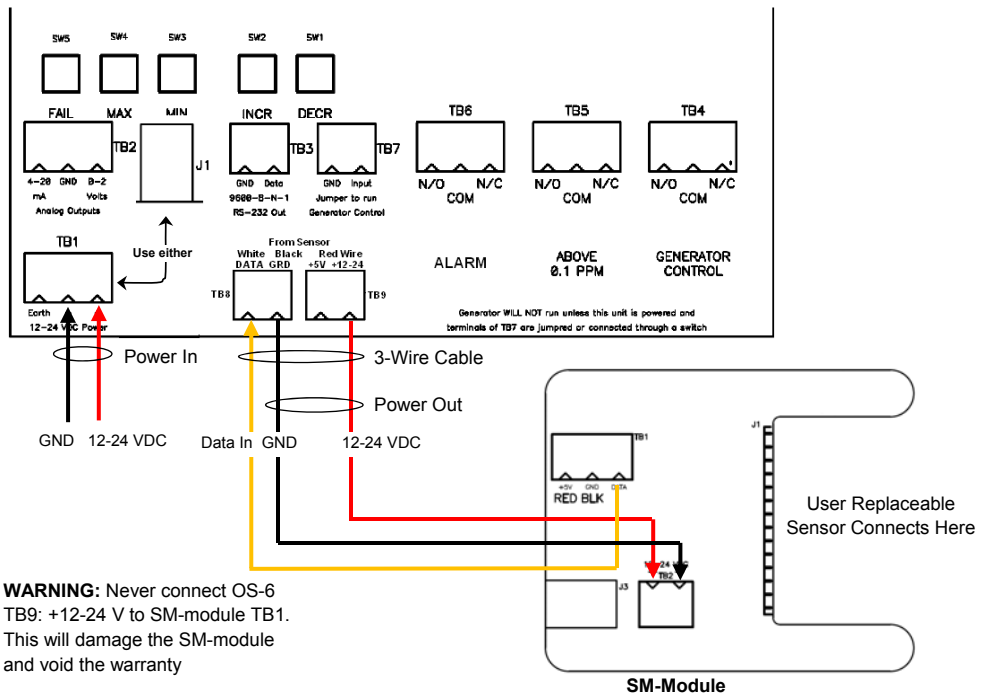 SW5 SW4 SW3 SW2 SW1
FAIL MAX MIN INCR DECR TB6 TB5 TB4
TB2 J1 TB3 TB7
4-20 GND 0-2
mA Volts
Analog Outputs
GND Data
9600-8-N-1
RS-232 Out
GND Input
Jumper to run
Generator Control
N/O N/C
COM
N/O N/C
COM
N/O N/C
COM
TB1
Use either
From Sensor
White Black Red Wire
DATA GRD +5V +12-24
TB8 TB9
ALARM
ABOVE
0.1 PPM
GENERATOR
CONTROL
Earth
12-24 VDC Power
Generator WILL NOT run unless this unit is powered and
terminals of TB7 are jumpred or connected through a switch
Power In
3-Wire Cable
Power Out
GND 12-24 VDC Data In GND 12-24 VDC
TB1
+5V GND DATA
RED BLK
J1
User Replaceable
Sensor Connects Here
TB2
J3
WARNING: Never connect OS-6
TB9: +12-24 V to SM-module TB1.
This will damage the SM-module
and void the warranty
SM-Module